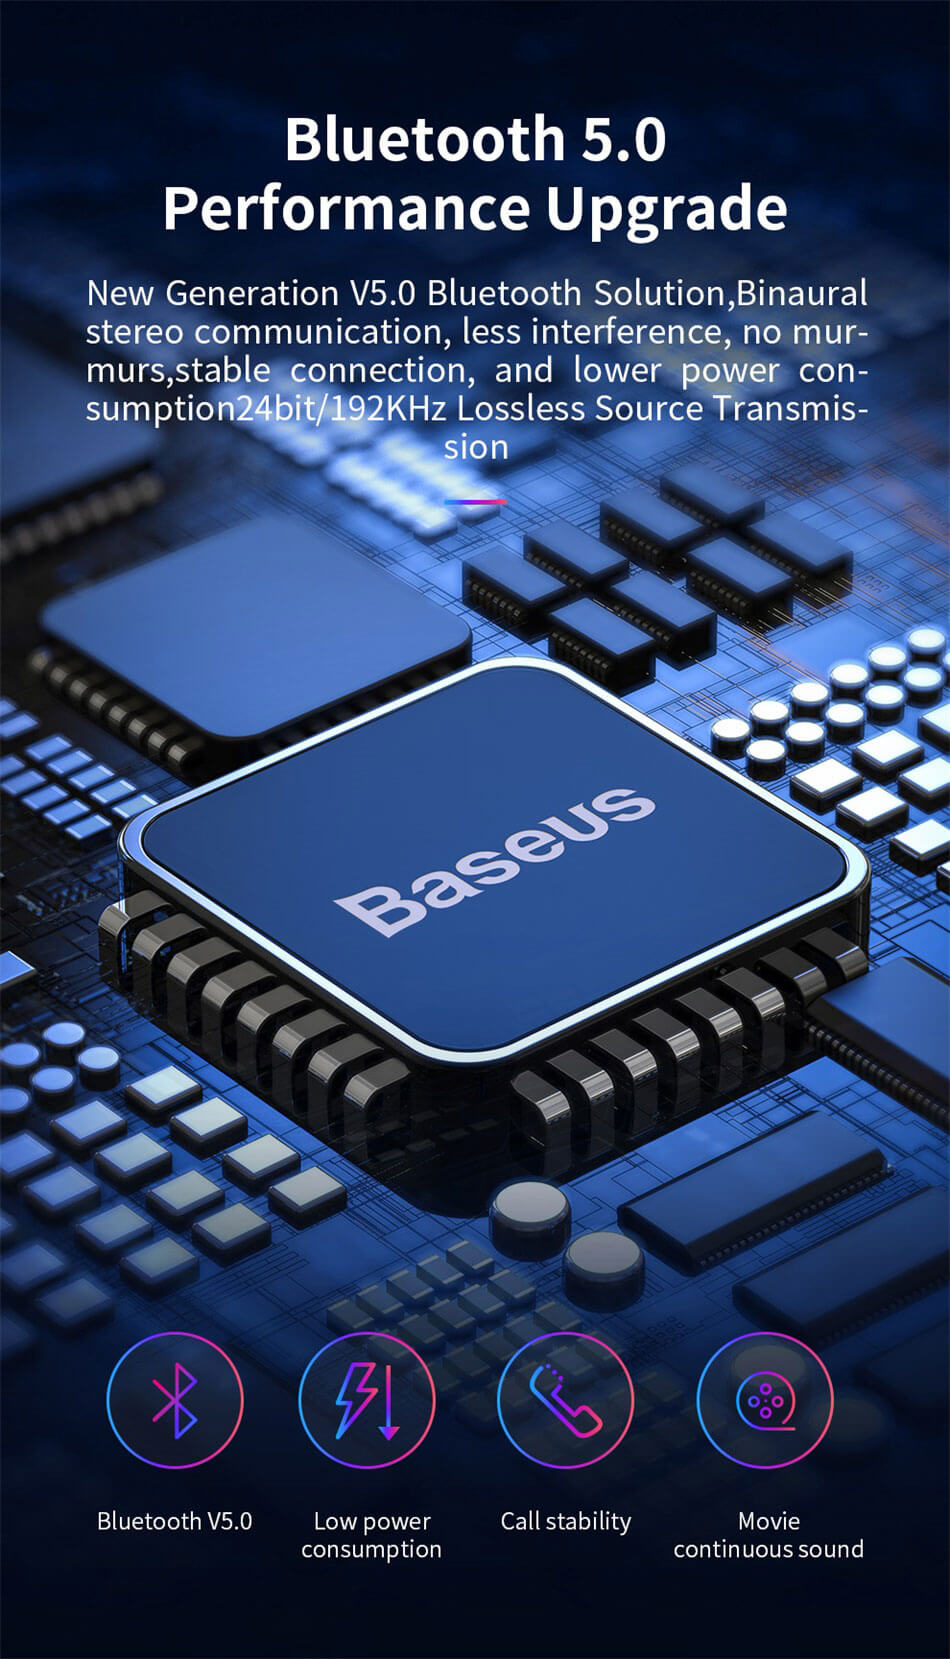 Bluetooth 5.0
Performance Upgrade
New Generation V5.0 Bluetooth Solution,Binaural
stereo communication, less interference, no mur-
murs,stable connection, and lower power con-
sumption24bit/192KHz Lossless Source Transmis-
sion
Baseus
Bluetooth V5.0
Low power
consumption
Call stability
Movie
continuous sound